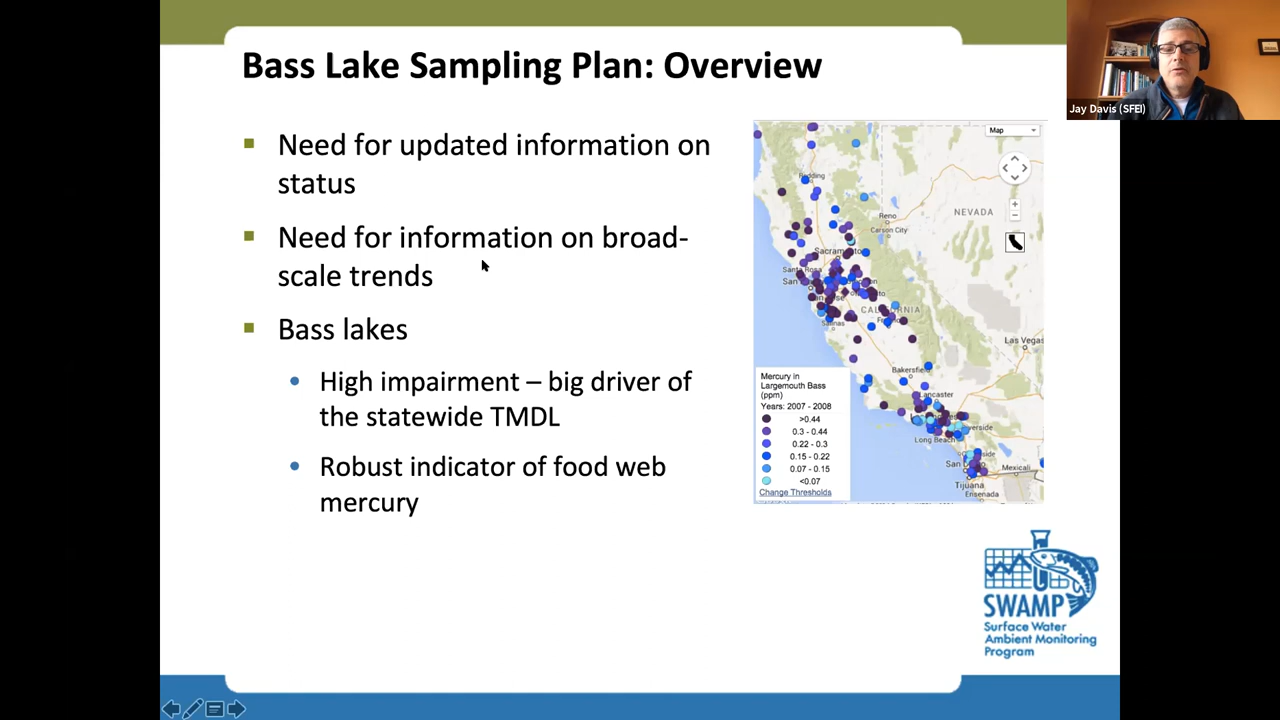 Bass Lake Sampling Plan: Overview
Jay Davis (SFEI)
Need for updated information on
status
Need for information on broad-
scale trends
Bass lakes
High impairment – big driver of
the statewide TMDL
Robust indicator of food web
mercury
Map
Redding
Reno
Carson City
NEVADA
Sacramento
Santa Rosa
CALIFORNIA
Salinas
Las Vegas
Bakersfield
Lancaster
Long Beach
Mexicali
Tijuana
Ensenada
Mercury in
Largemouth Bass
(ppm)
Years: 2007 - 2008
>0.44
0.3 - 0.44
0.22 - 0.3
0.15 - 0.22
0.07 - 0.15
<0.07
Change Thresholds
SWAMP
Surface Water
Ambient Monitoring
Program